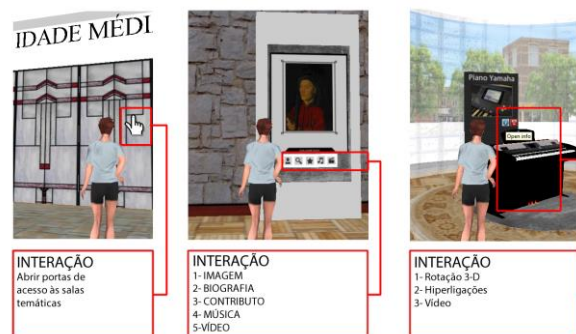 IDADE MÉDI
INTERAÇÃO
Abrir portas de
acesso às salas
temáticas
INTERAÇÃO
1- IMAGEM
2- BIOGRAFIA
3- CONTRIBUTO
4- MÚSICA
5-VÍDEO
Piano Yamaha
Open info
INTERAÇÃO
1- Rotação 3-D
2- Hiperligações
3- Vídeo